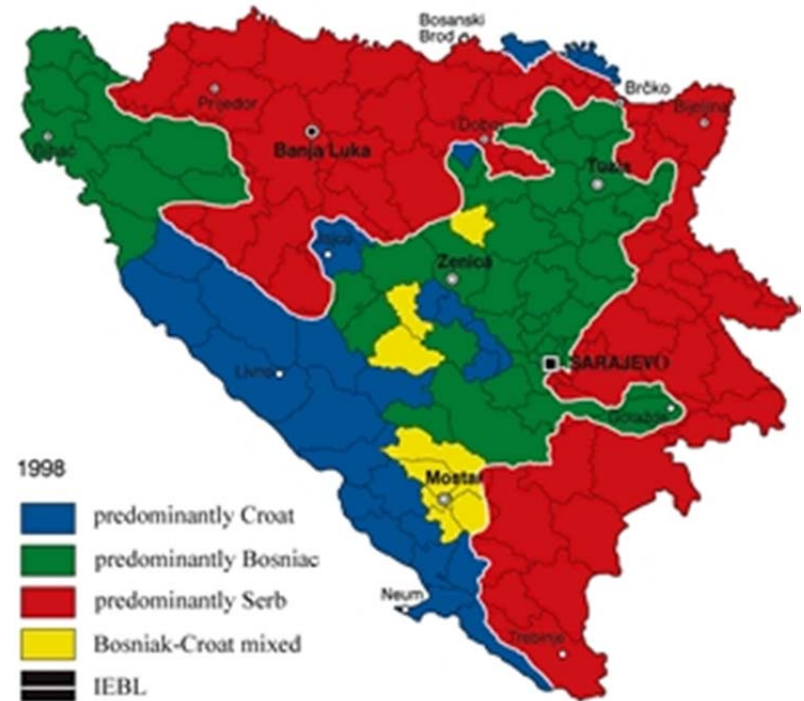 Bosanski
Brod
Brčko
Prijedor
Bijeljina
Doboj
Bihać
Banja Luka
Tuzla
Jajce
Zenica
SARAJEVO
Livno
Goražde
1998
Mostar
predominantly Croat
predominantly Bosniac
predominantly Serb
Neum
Bosniak-Croat mixed
Trebinje
IEBL